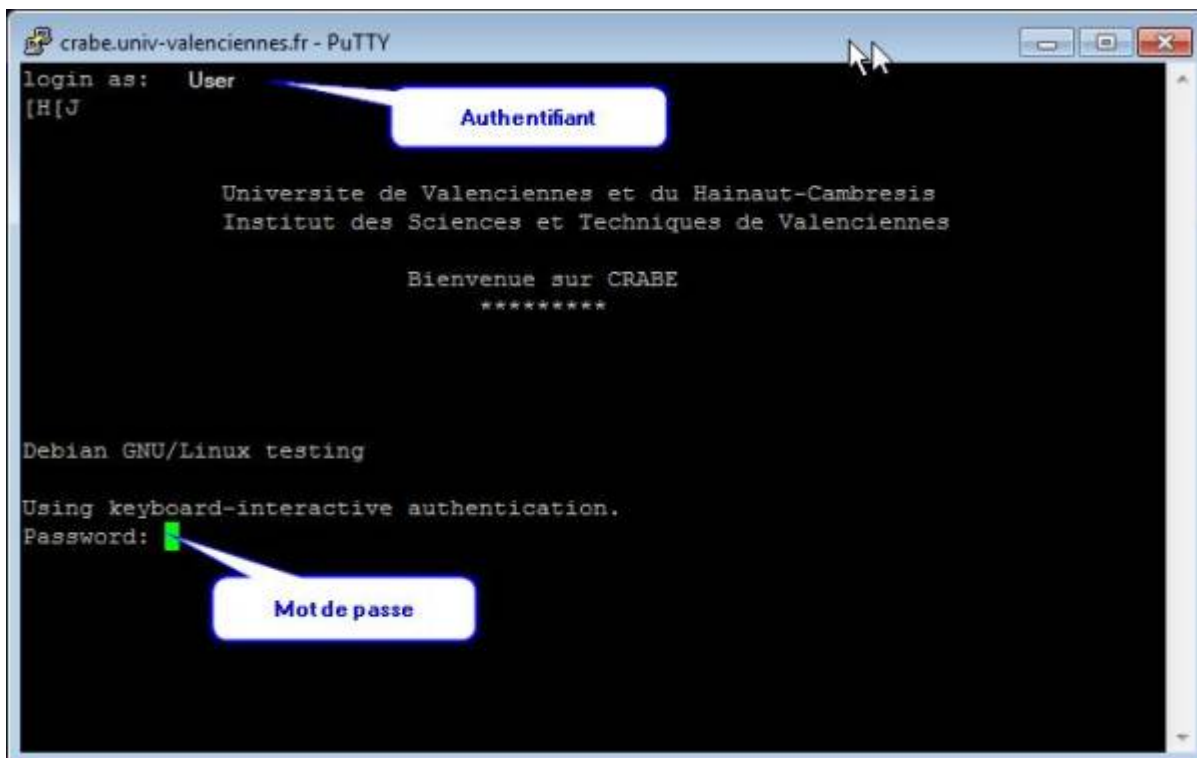 crabe.univ-valenciennes.fr - PuTTY
login as: User
[H[J
Authentifiant
Universite de Valenciennes et du Hainaut-Cambresis
Institut des Sciences et Techniques de Valenciennes
Bienvenue sur CRABE
*********
Debian GNU/Linux testing
Using keyboard-interactive authentication.
Password:
Mot de passe